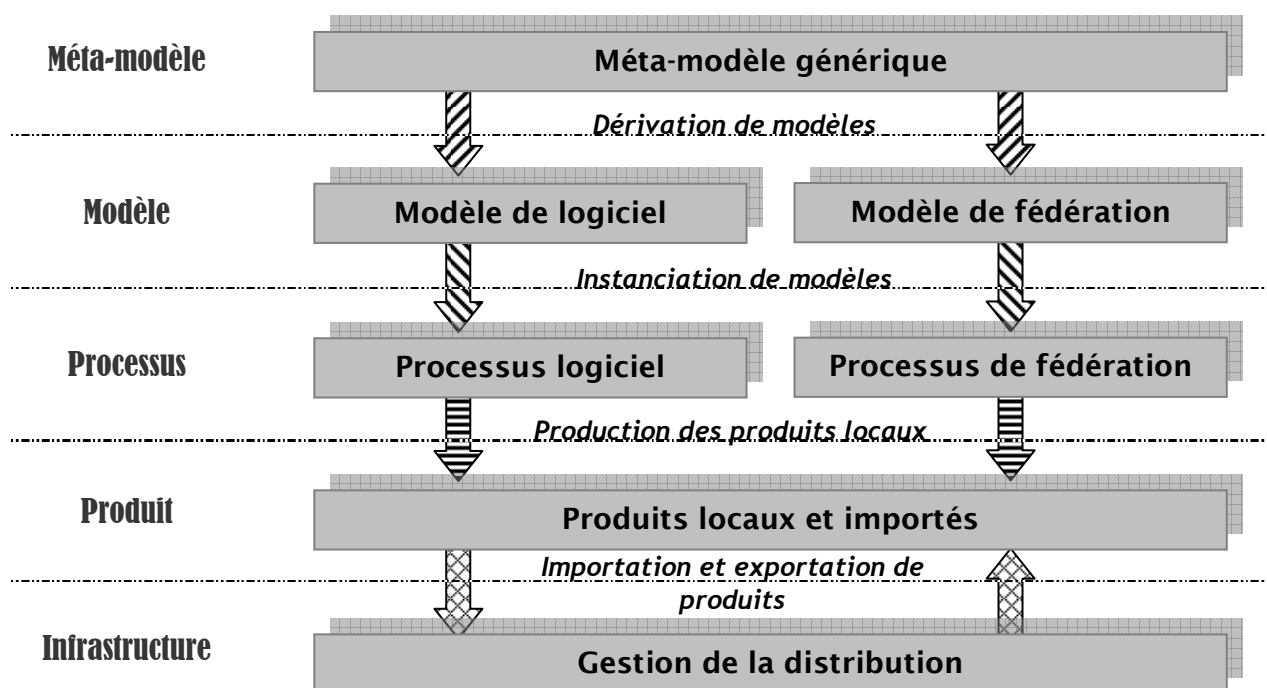 Méta-modèle
Méta-modèle générique
Dérivation de modèles
Modèle
Modèle de logiciel
Modèle de fédération
Instanciation de modèles
Processus
Processus logiciel
Processus de fédération
Production des produits locaux
Produit
Produits locaux et importés
Importation et exportation de
produits
Infrastructure
Gestion de la distribution